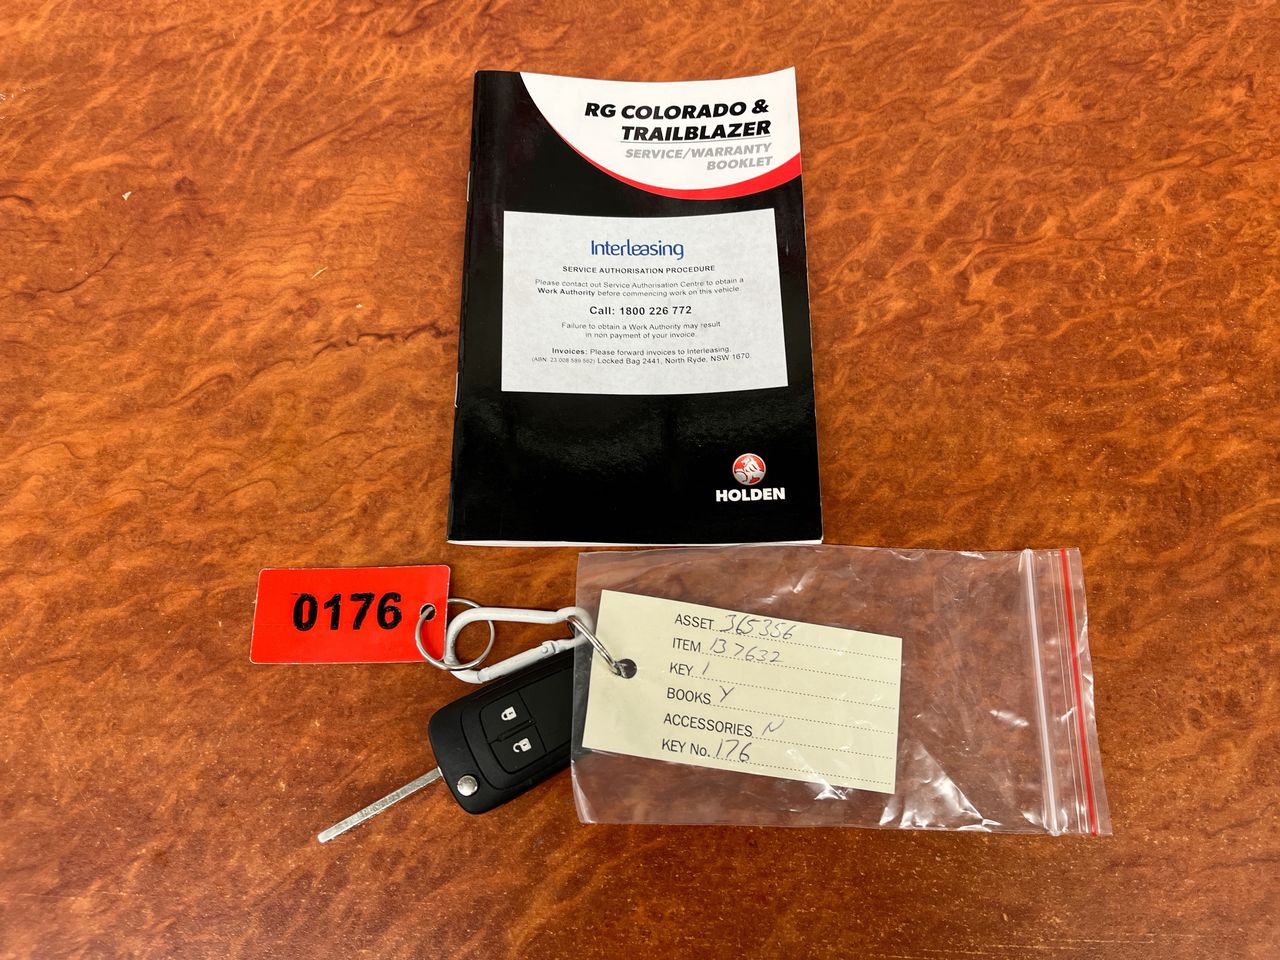 RG COLORADO &
TRAILBLAZER
SERVICE/WARRANTY
BOOKLET
Interleasing
SERVICE AUTHORISATION PROCEDURE
Please contact out Service Authorisation Centre to obtain a
Work Authority before commencing work on this vehicle.
Call: 1800 226 772
Failure to obtain a Work Authority may result
in non payment of your invoice.
Invoices: Please forward invoices to Interleasing,
(ABN: 23 008 589 562) Locked Bag 2441, North Ryde, NSW 1670.
HOLDEN
0176
ASSET 365356
ITEM 137632
KEY 1
BOOKS Y
ACCESSORIES N
KEY No. 176